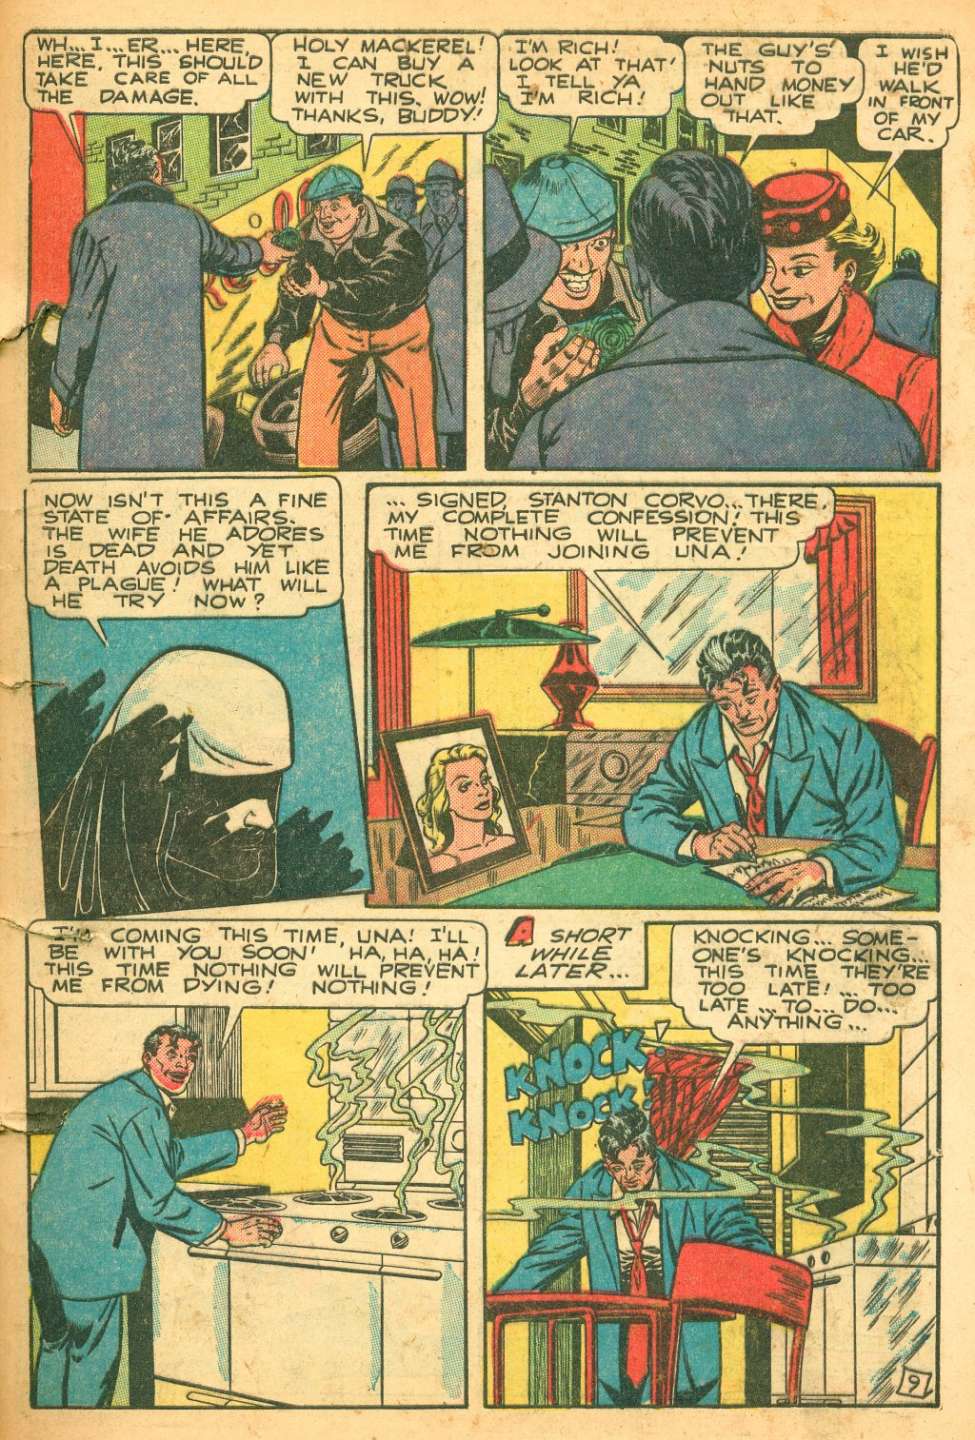 WH...I...ER...HERE,
HERE, THIS SHOULD
TAKE CARE OF ALL
THE DAMAGE.
HOLY MACKEREL!
I CAN BUY A
NEW TRUCK
WITH THIS. WOW!
THANKS, BUDDY!
I'M RICH!
LOOK AT THAT!
I TELL YA
I'M RICH!
THE GUY'S'
NUTS TO
HAND MONEY
OUT LIKE
THAT.
I WISH
HE'D
WALK
IN FRONT
OF MY
CAR.
NOW ISN'T THIS A FINE
STATE OF AFFAIRS.
THE WIFE HE ADORES
IS DEAD AND YET
DEATH AVOIDS HIM LIKE
A PLAGUE! WHAT WILL
HE TRY NOW?
...SIGNED, STANTON CORVO...THERE,
MY COMPLETE CONFESSION! THIS
TIME NOTHING WILL PREVENT
ME FROM JOINING UNA!
I'M COMING THIS TIME, UNA! I'LL
BE WITH YOU SOON! HA, HA, HA!
THIS TIME NOTHING WILL PREVENT
ME FROM DYING! NOTHING!
A SHORT
WHILE
LATER...
KNOCKING... SOME-
ONE'S KNOCKING...
THIS TIME THEY'RE
TOO LATE!...TOO
LATE...TO...DO...
ANYTHING...
KNOCK!
KNOCK!
9